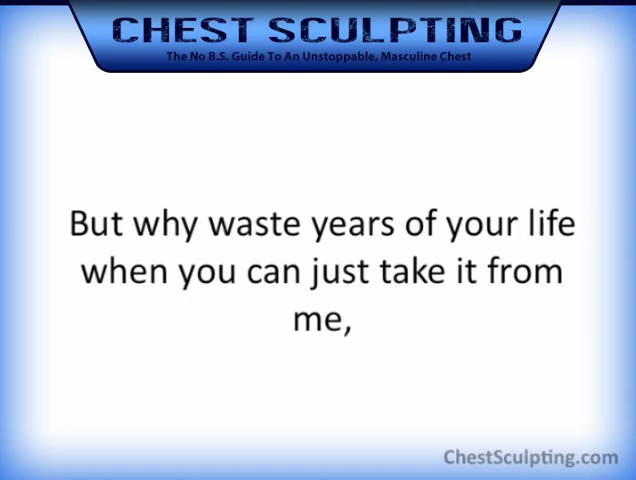 CHEST SCULPTING
The No B.S. Guide To An Unstoppable, Masculine Chest
But why waste years of your life
when you can just take it from
me,
ChestSculpting.com